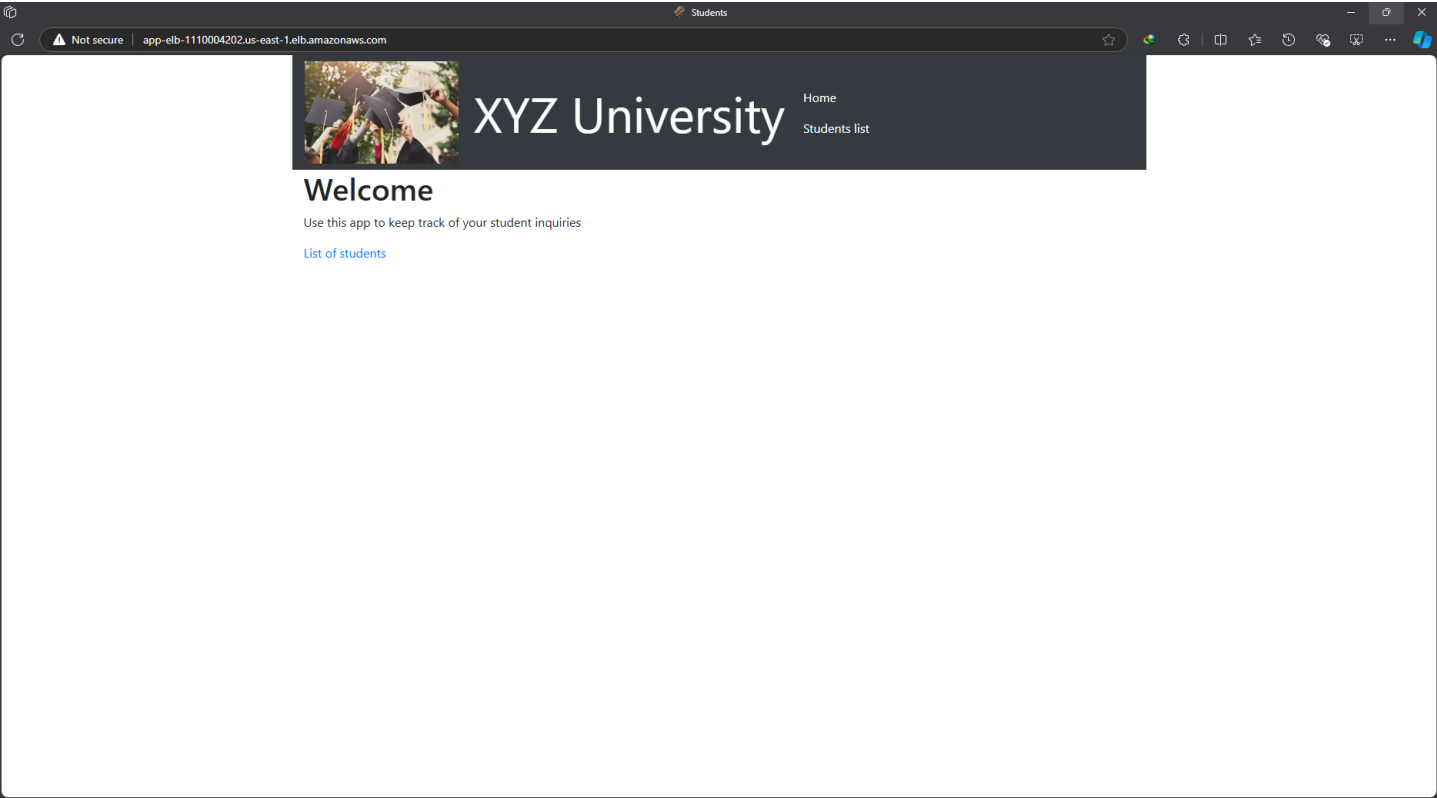 Students
Not secure app-elb-1110004202.us-east-1.elb.amazonaws.com
XYZ University
Home
Students list
Welcome
Use this app to keep track of your student inquiries
List of students